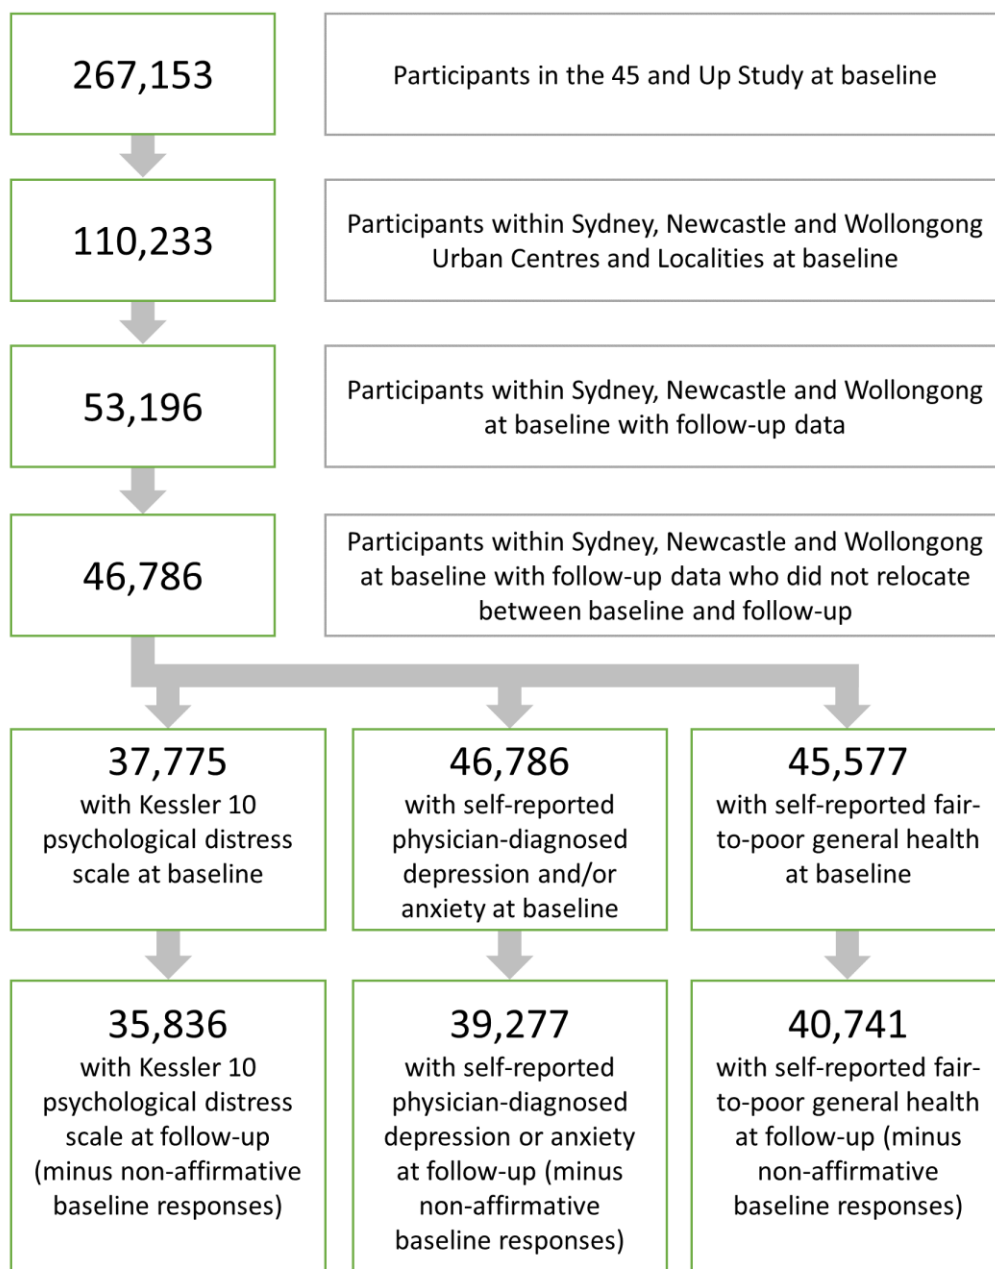 267,153
Participants in the 45 and Up Study at baseline
110,233
Participants within Sydney, Newcastle and Wollongong
Urban Centres and Localities at baseline
53,196
Participants within Sydney, Newcastle and Wollongong
at baseline with follow-up data
46,786
Participants within Sydney, Newcastle and Wollongong
at baseline with follow-up data who did not relocate
between baseline and follow-up
37,775
with Kessler 10
psychological distress
scale at baseline
46,786
with self-reported
physician-diagnosed
depression and/or
anxiety at baseline
45,577
with self-reported fair-
to-poor general health
at baseline
35,836
with Kessler 10
psychological distress
scale at follow-up
(minus non-affirmative
baseline responses)
39,277
with self-reported
physician-diagnosed
depression or anxiety
at follow-up (minus
non-affirmative
baseline responses)
40,741
with self-reported fair-
to-poor general health
at follow-up (minus
non-affirmative
baseline responses)